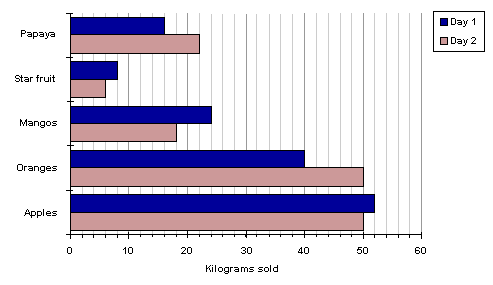 Day 1
Day 2
Papaya
Star fruit
Mangos
Oranges
Apples
0 10 20 30 40 50 60
Kilograms sold